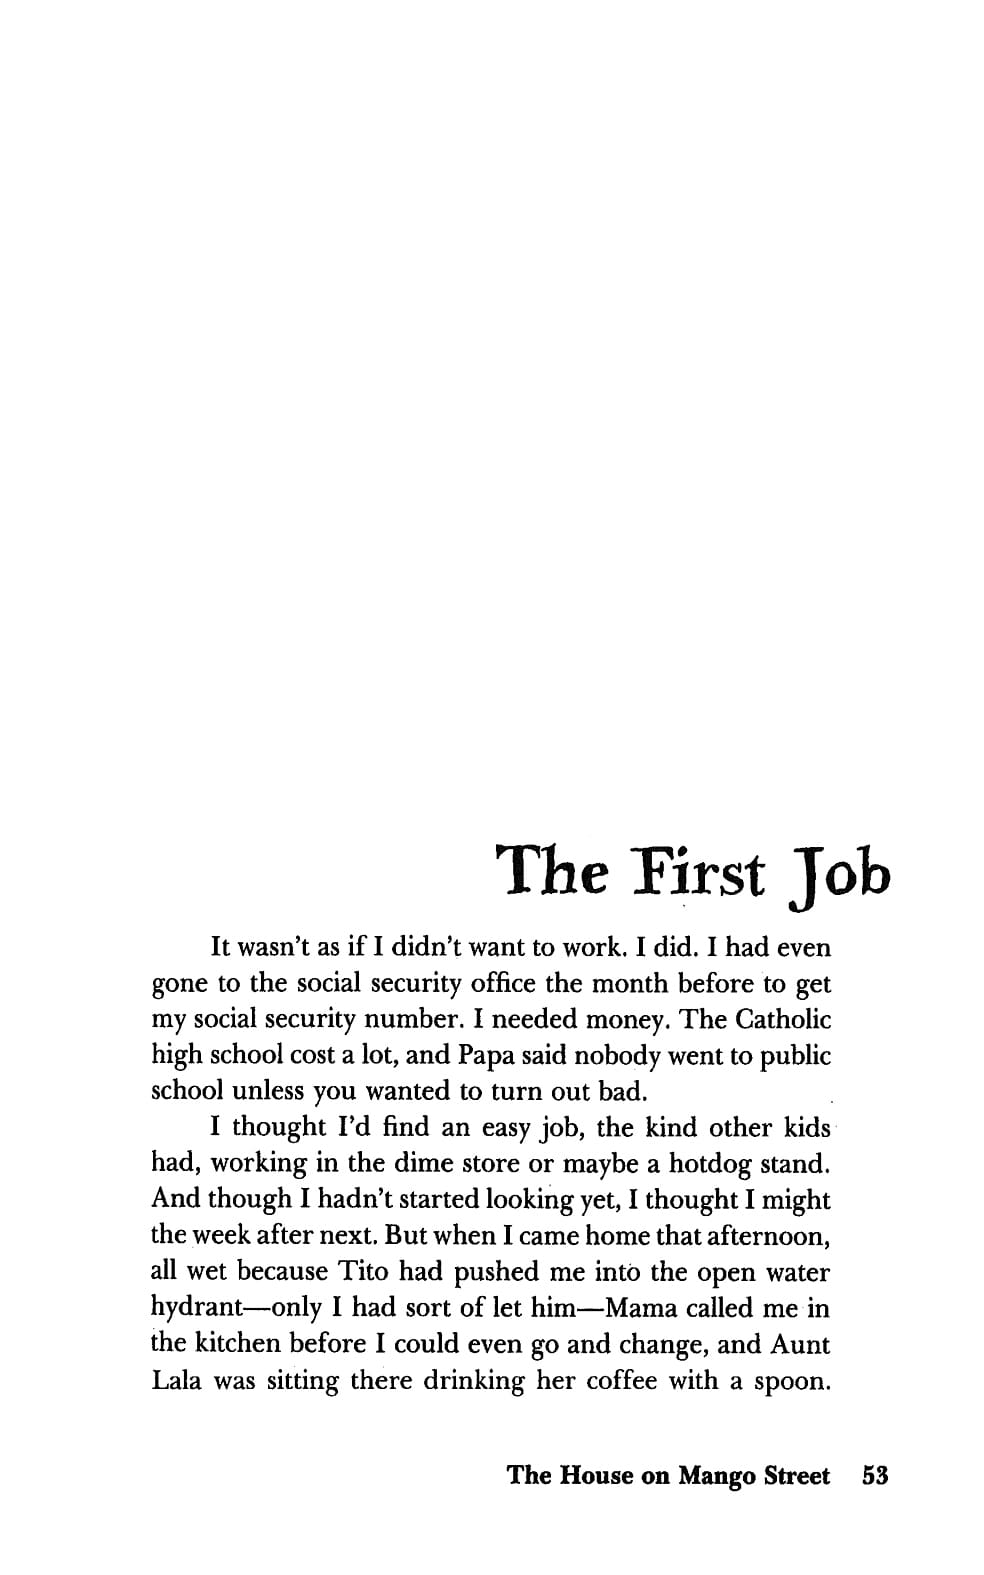 The First Job
It wasn't as if I didn't want to work. I did. I had even
gone to the social security office the month before to get
my social security number. I needed money. The Catholic
high school cost a lot, and Papa said nobody went to public
school unless you wanted to turn out bad.
I thought I'd find an easy job, the kind other kids
had, working in the dime store or maybe a hotdog stand.
And though I hadn't started looking yet, I thought I might
the week after next. But when I came home that afternoon,
all wet because Tito had pushed me into the open water
hydrant—only I had sort of let him—Mama called me in
the kitchen before I could even go and change, and Aunt
Lala was sitting there drinking her coffee with a spoon.
The House on Mango Street 53